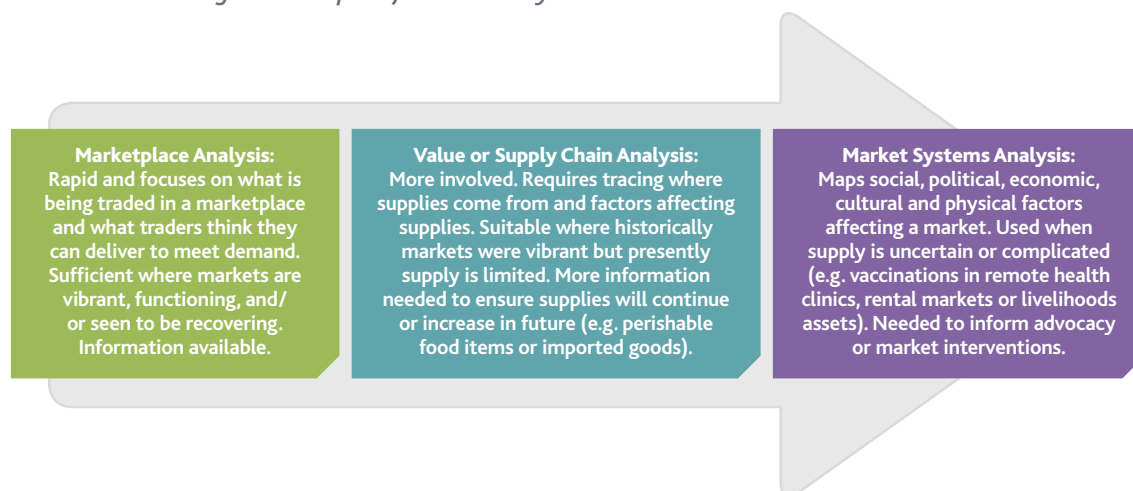 Marketplace Analysis:
Rapid and focuses on what is
being traded in a marketplace
and what traders think they
can deliver to meet demand.
Sufficient where markets are
vibrant, functioning, and/
or seen to be recovering.
Information available.
Value or Supply Chain Analysis:
More involved. Requires tracing where
supplies come from and factors affecting
supplies. Suitable where historically
markets were vibrant but presently
supply is limited. More information
needed to ensure supplies will continue
or increase in future (e.g. perishable
food items or imported goods).
Market Systems Analysis:
Maps social, political, economic,
cultural and physical factors
affecting a market. Used when
supply is uncertain or complicated
(e.g. vaccinations in remote health
clinics, rental markets or livelihoods
assets). Needed to inform advocacy
or market interventions.